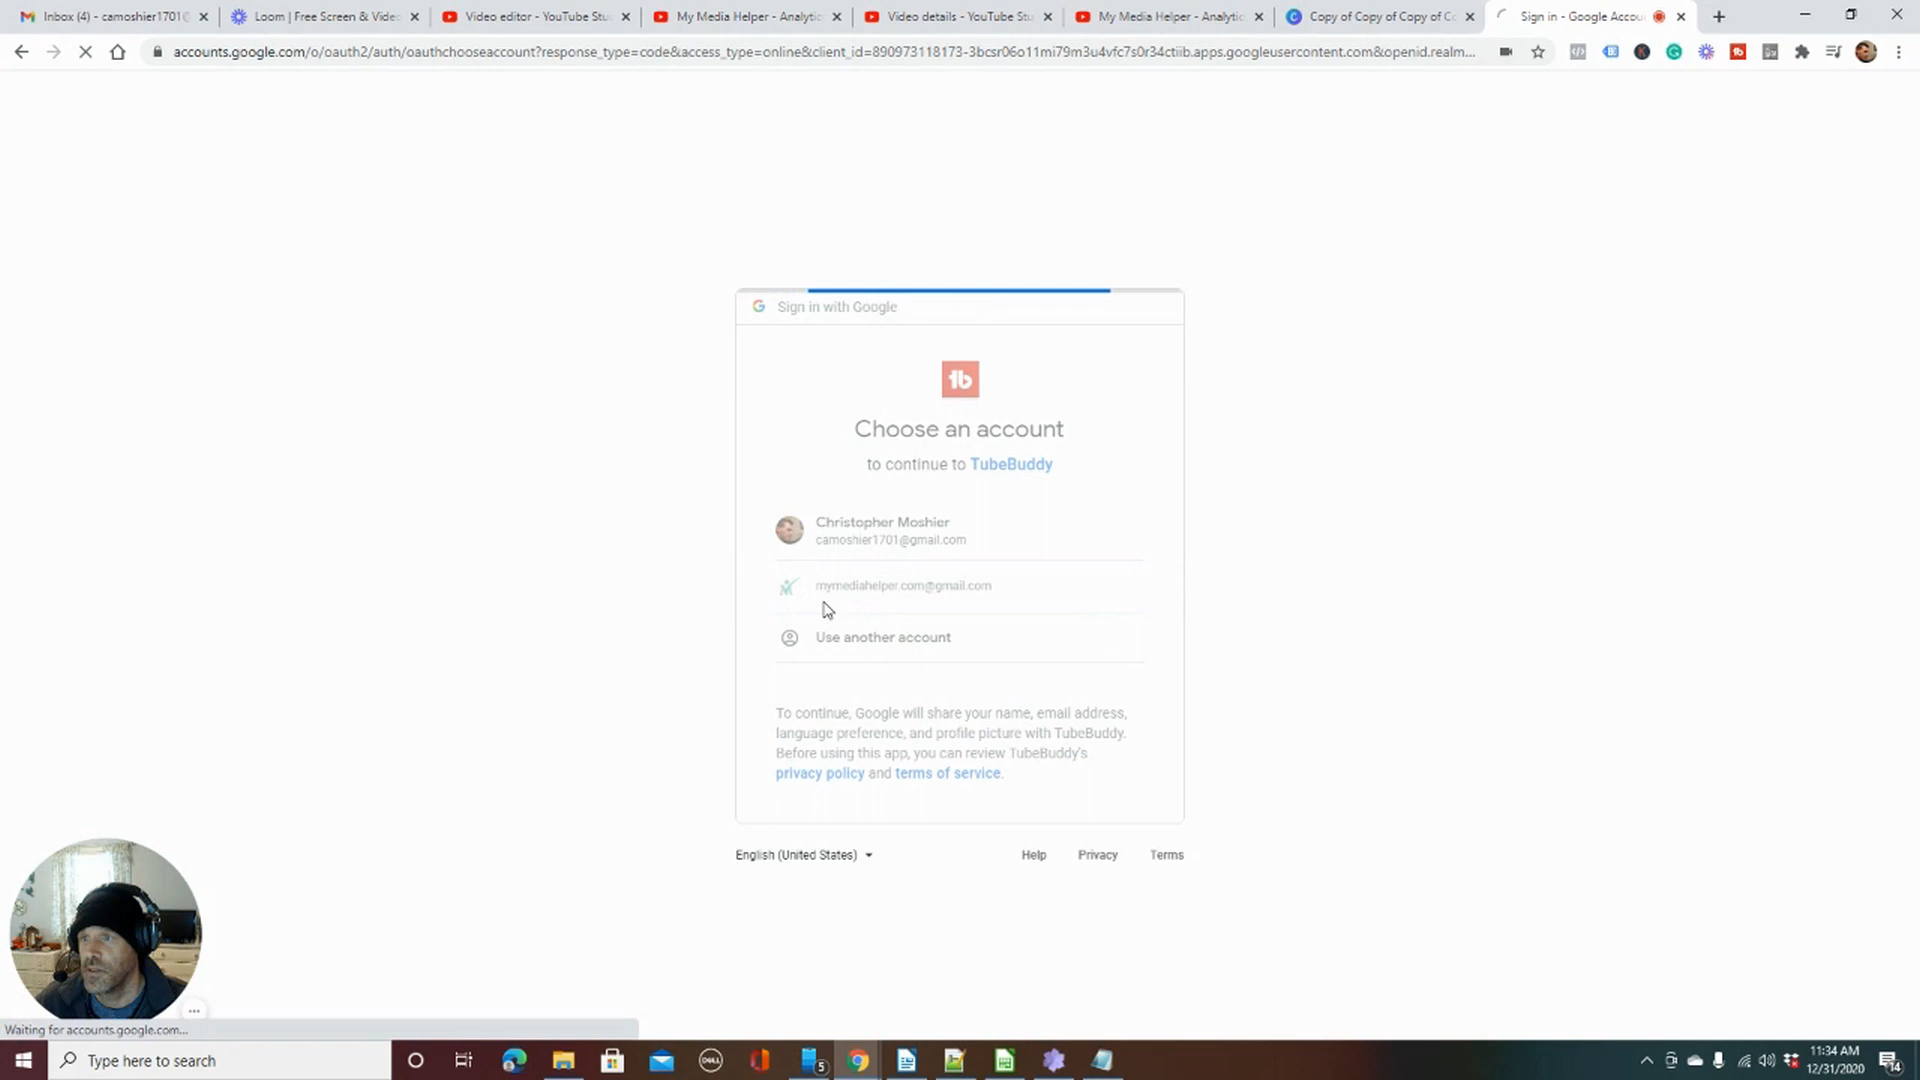 Inbox (4) - camoshier1701@
Loom | Free Screen & Vide
Video editor - YouTube Stu
My Media Helper - Analytic
Video details - YouTube Stu
My Media Helper - Analytic
Copy of Copy of Copy of Co
Sign in - Google Accou
accounts.google.com/o/oauth2/auth/oauthchooseaccount?response_type=code&access_type=online&client_id=890973118173-3bcsr06o11mi79m3u4vfc7s0r34ctiib.apps.googleusercontent.com&openid.realm...
Sign in with Google
tb
Choose an account
to continue to TubeBuddy
Christopher Moshier
camoshier1701@gmail.com
mymediahelper.com@gmail.com
Use another account
To continue, Google will share your name, email address,
language preference, and profile picture with TubeBuddy.
Before using this app, you can review TubeBuddy's
privacy policy and terms of service.
English (United States)
Help
Privacy
Terms
Waiting for accounts.google.com...
Type here to search
DELL
5
11:34 AM
12/31/2020
14